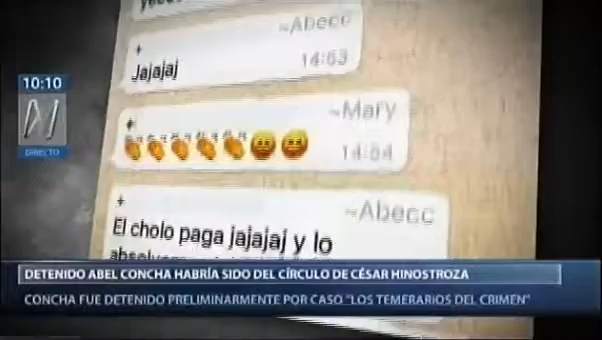 ~Abecc
+
Jajajaj
14:53
~Mary
+
14:54
+
~Abecc
El cholo paga jajajaj y lo
10:10
DIRECTO
DETENIDO ABEL CONCHA HABRÍA SIDO DEL CÍRCULO DE CÉSAR HINOSTROZA
CONCHA FUE DETENIDO PRELIMINARMENTE POR CASO "LOS TEMERARIOS DEL CRIMEN"